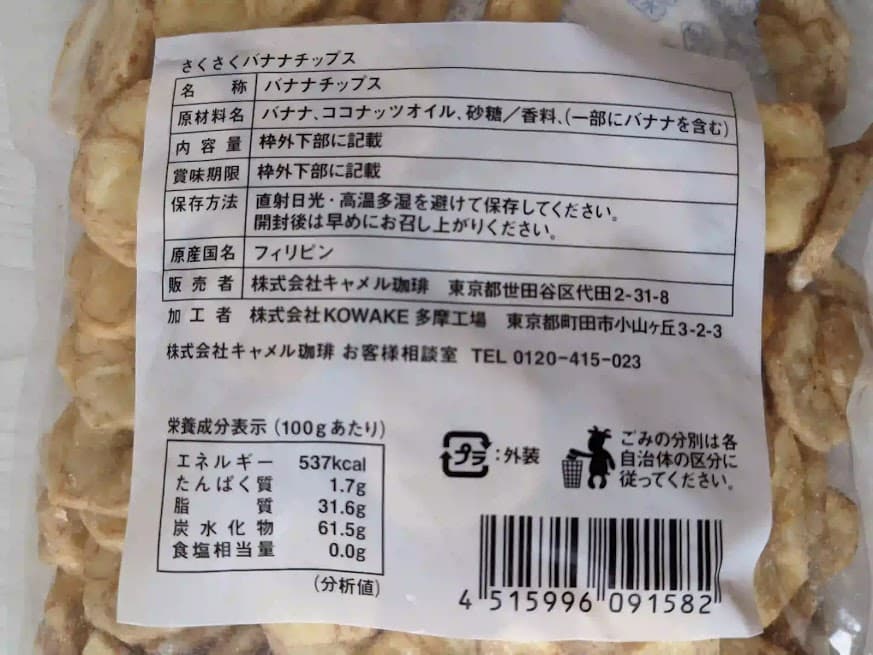 さくさくバナナチップス
名称 バナナチップス
原材料名 バナナ、ココナッツオイル、砂糖／香料、(一部にバナナを含む)
内容量 枠外下部に記載
賞味期限 枠外下部に記載
保存方法 直射日光・高温多湿を避けて保存してください。
開封後は早めにお召し上がりください。
原産国名 フィリピン
販売者 株式会社キャメル珈琲 東京都世田谷区代田2-31-8
加工者 株式会社KOWAKE 多摩工場 東京都町田市小山ヶ丘3-2-3
株式会社キャメル珈琲 お客様相談室 TEL 0120-415-023
栄養成分表示 (100gあたり)
エネルギー 537kcal
たんぱく質 1.7g
脂質 31.6g
炭水化物 61.5g
食塩相当量 0.0g
(分析値)
プラ :外装
ごみの分別は各
自治体の区分に
従ってください。
4 515996 091582